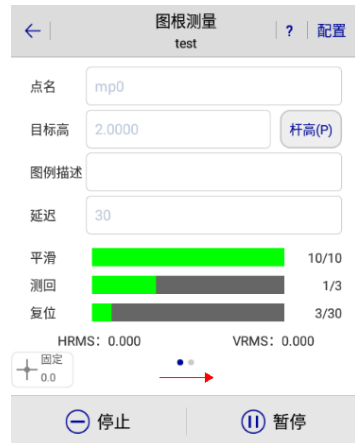 图根测量 ? 配置
test
点名 mp0
目标高 2.0000 杆高(P)
图例描述
延迟 30
平滑 10/10
测回 1/3
复位 3/30
HRMS: 0.000 VRMS: 0.000
固定
0.0
停止 暂停